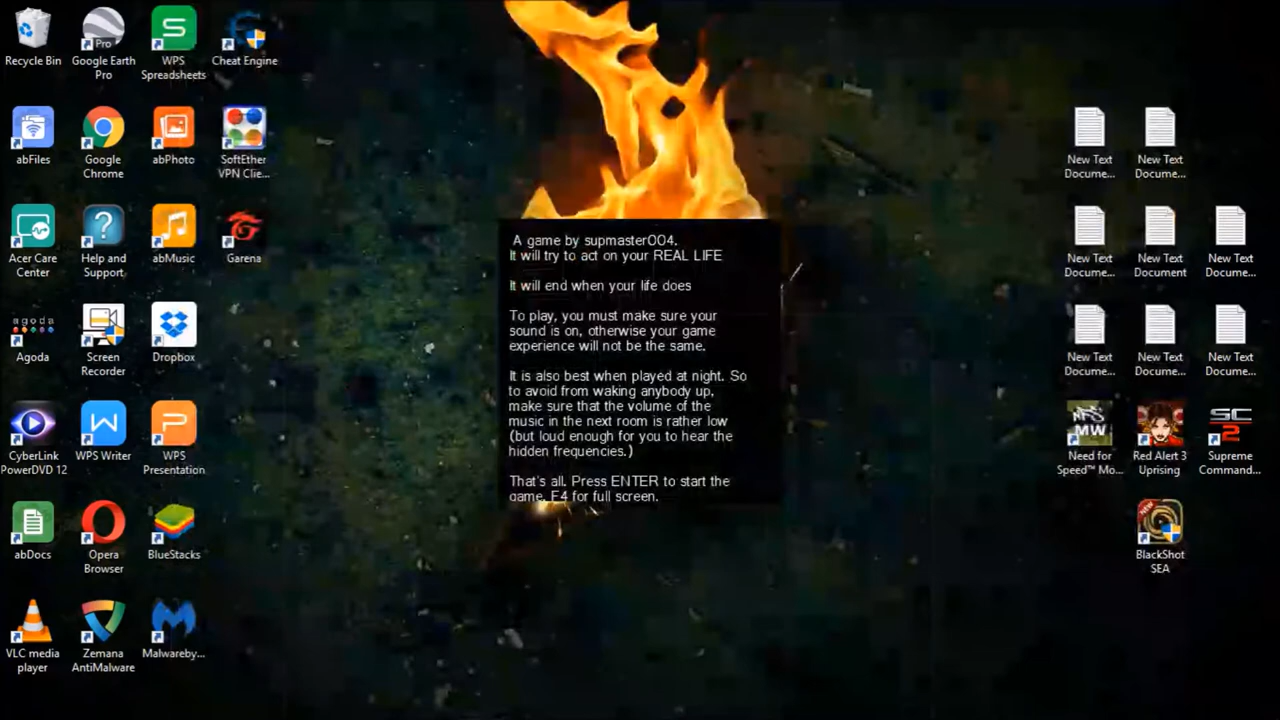 Recycle Bin
Google Earth
Pro
Pro
WPS
Spreadsheets
Cheat Engine
abFiles
Google
Chrome
abPhoto
SoftEther
VPN Clie...
Acer Care
Center
Help and
Support
abMusic
Garena
agoda
Agoda
Screen
Recorder
Dropbox
CyberLink
PowerDVD 12
WPS Writer
WPS
Presentation
abDocs
Opera
Browser
BlueStacks
VLC media
player
Zemana
AntiMalware
Malwareby...
A game by supmaster004.
It will try to act on your REAL LIFE
It will end when your life does
To play, you must make sure your
sound is on, otherwise your game
experience will not be the same.
It is also best when played at night. So
to avoid from waking anybody up,
make sure that the volume of the
music in the next room is rather low
(but loud enough for you to hear the
hidden frequencies.)
That's all. Press ENTER to start the
game. F4 for full screen.
New Text
Docume...
New Text
Docume...
New Text
Docume...
New Text
Document
New Text
Docume...
New Text
Docume...
New Text
Docume...
New Text
Docume...
NFS
MW
Need for
Speed™ Mo...
Red Alert 3
Uprising
SC
2
Supreme
Command...
NEW
BlackShot
SEA